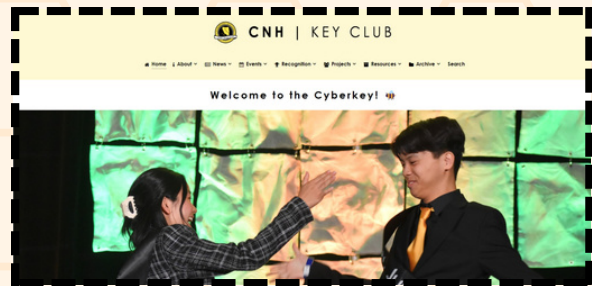 CNH | KEY CLUB
Home About News Events Recognition Projects Resources Archive Search
Welcome to the Cyberkey!